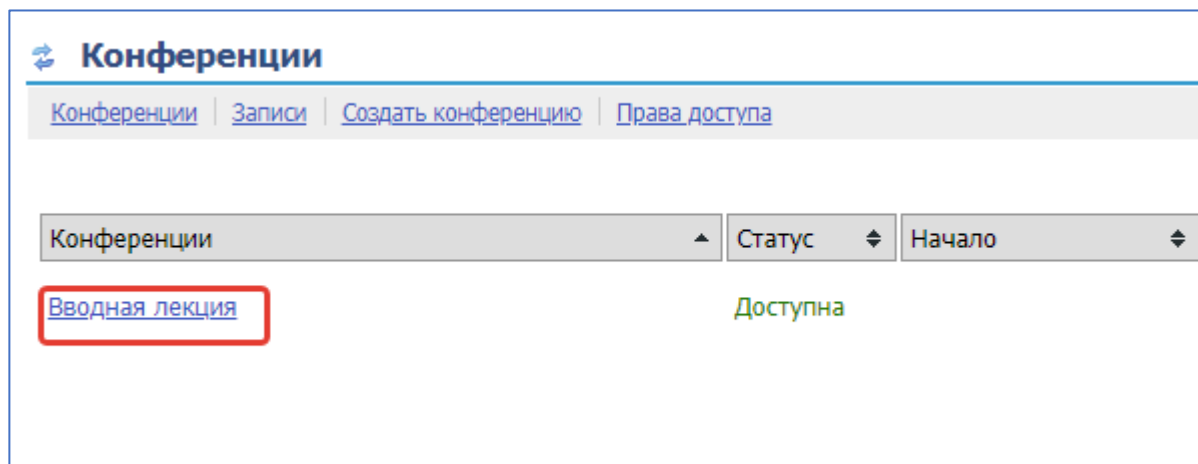 Конференции
Конференции Записи Создать конференцию Права доступа
Конференции Статус Начало
Вводная лекция Доступна